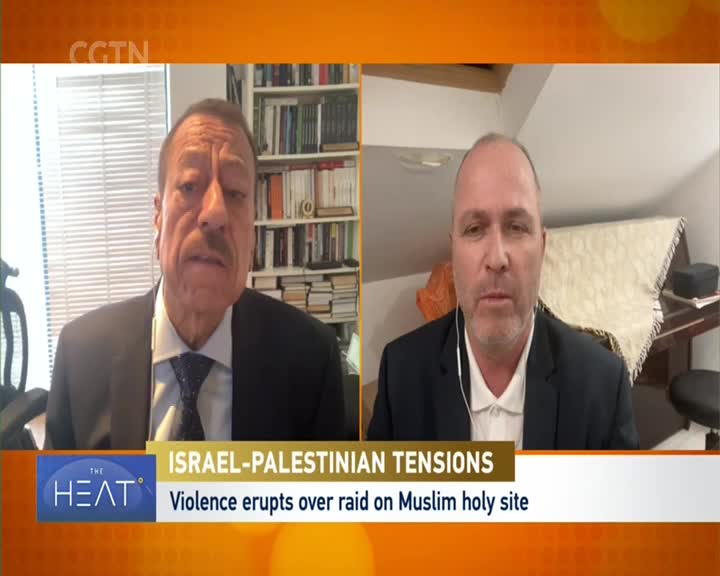 CGTN
ISRAEL-PALESTINIAN TENSIONS
THE
HEAT
Violence erupts over raid on Muslim holy site